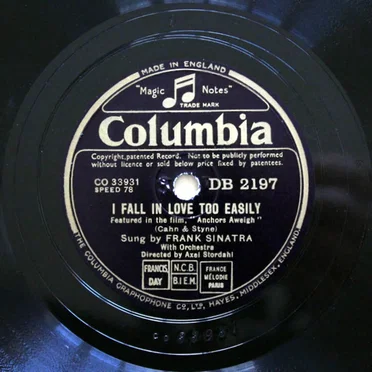 MADE IN ENGLAND
"Magic Notes"
TRADE MARK
Columbia
Copyright, patented Record. Not to be publicly performed
without licence or sold below price fixed by patentees.
CO 33931
SPEED 78
DB 2197
I FALL IN LOVE TOO EASILY
Featured in the film, "Anchors Aweigh"
(Cahn & Styne)
Sung by FRANK SINATRA
With Orchestra
Directed by Axel Stordahl
FRANCIS, DAY
N.C.B.
B.I.E.M.
FRANCE
MÉLODIE
PARIS
THE COLUMBIA GRAPHOPHONE CO., LTD., HAYES, MIDDLESEX, ENGLAND.